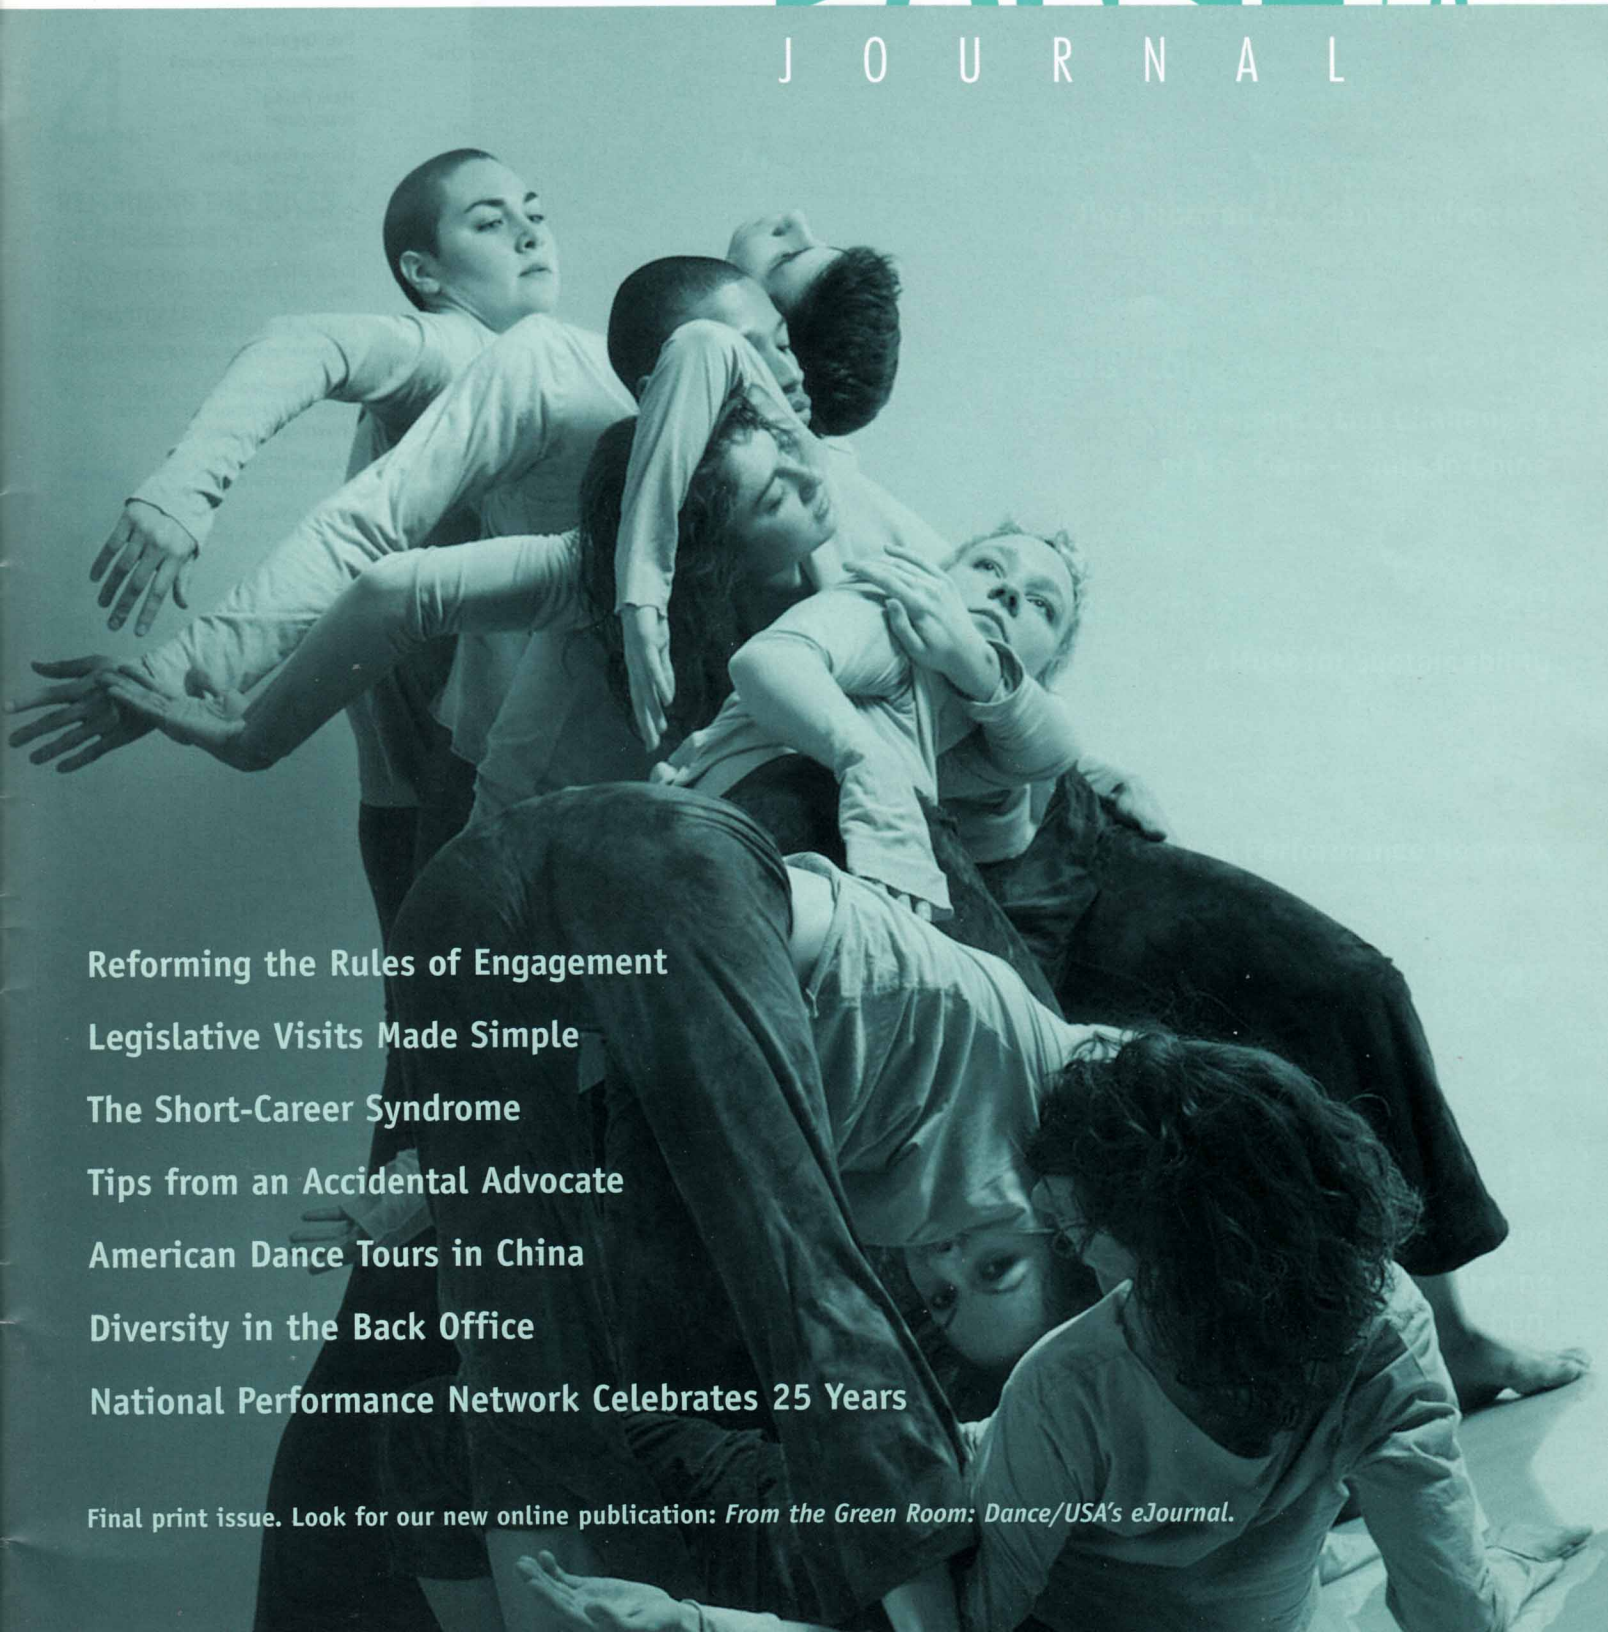 JOURNAL
Reforming the Rules of Engagement
Legislative Visits Made Simple
The Short-Career Syndrome
Tips from an Accidental Advocate
American Dance Tours in China
Diversity in the Back Office
National Performance Network Celebrates 25 Years
Final print issue. Look for our new online publication: From the Green Room: Dance/USA's eJournal.